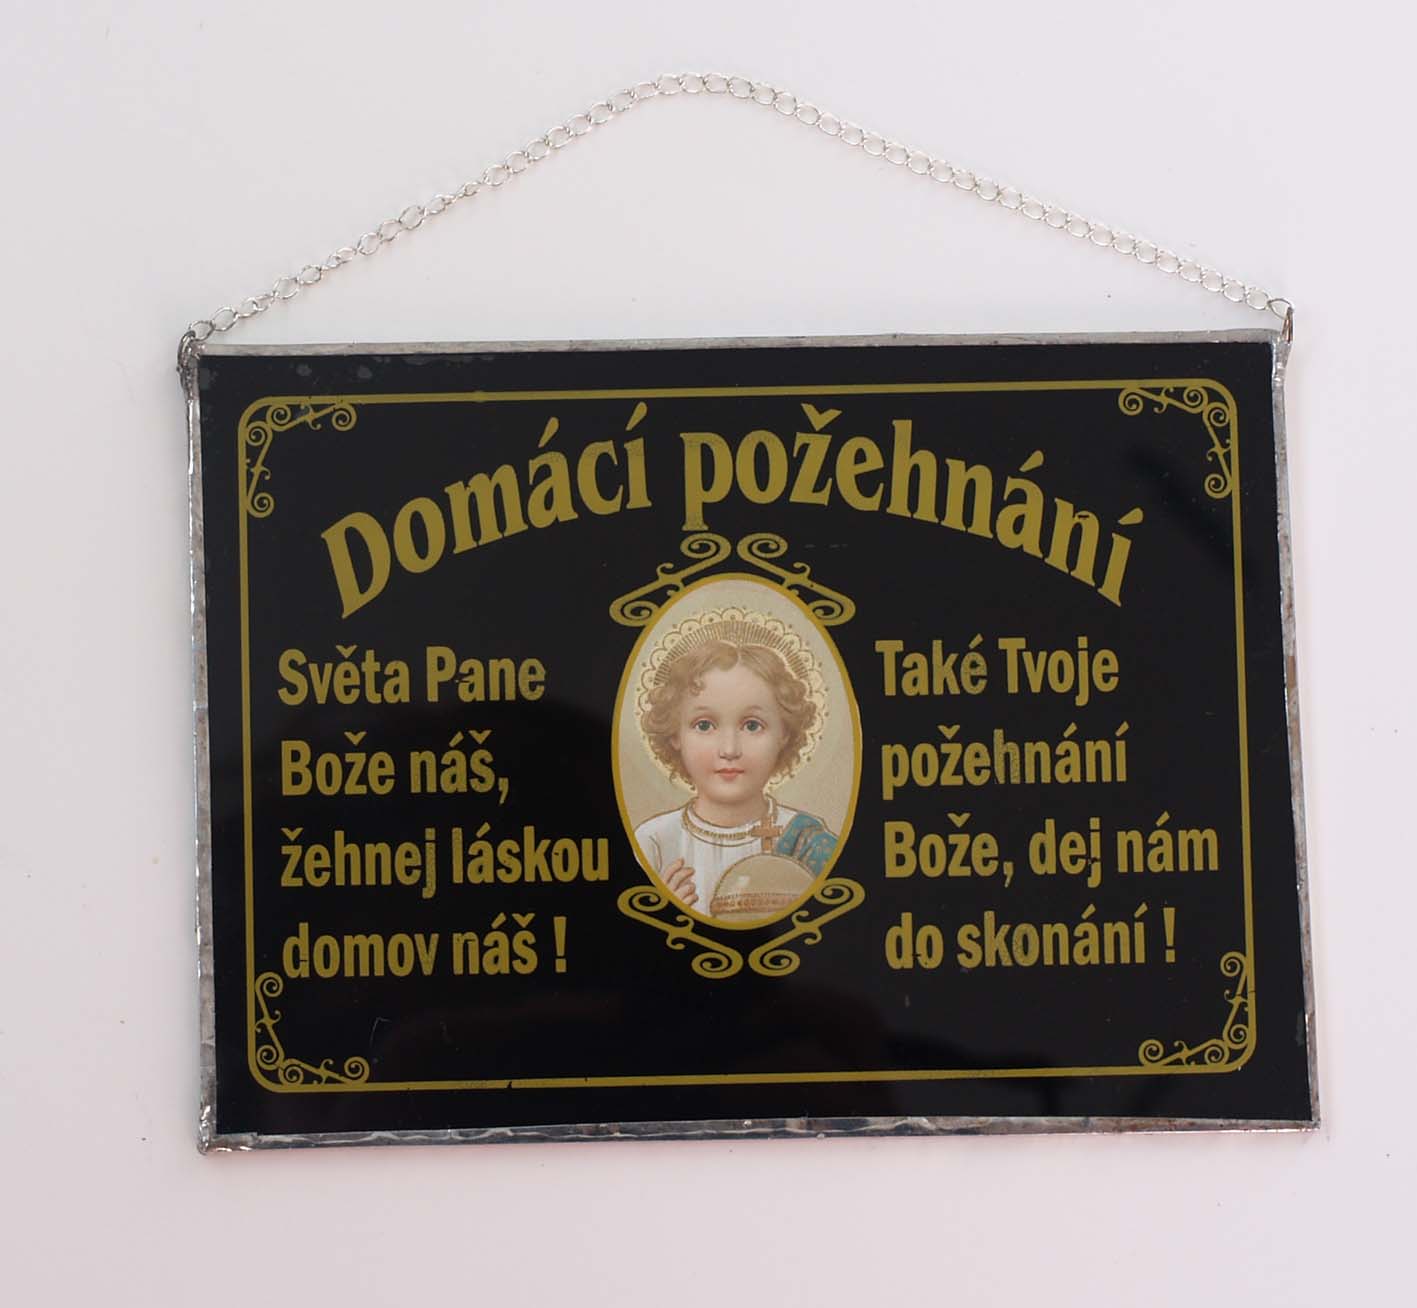 Domácí požehnání
Světa Pane
Bože náš,
žehnej láskou
domov náš !
Také Tvoje
požehnání
Bože, dej nám
do skonání !